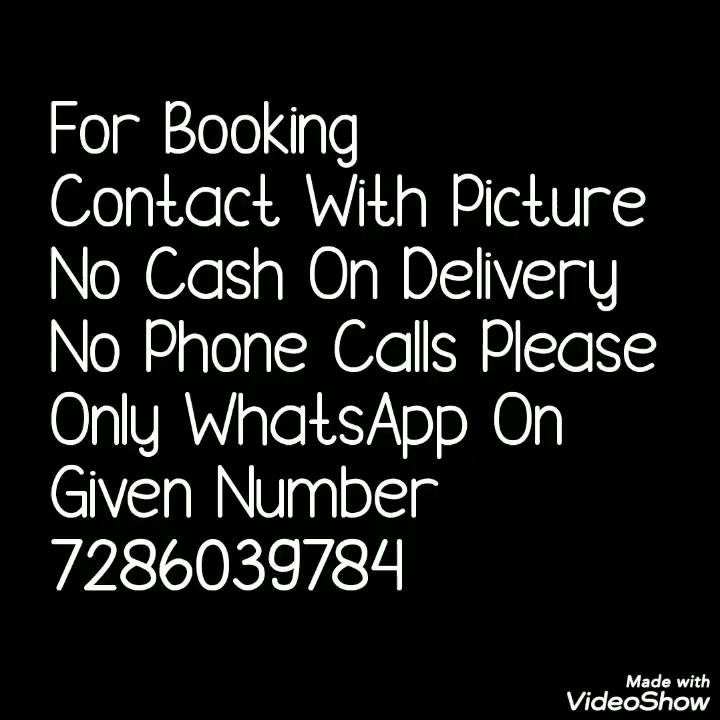 For Booking
Contact With Picture
No Cash On Delivery
No Phone Calls Please
Only WhatsApp On
Given Number
7286039784
Made with
VideoShow